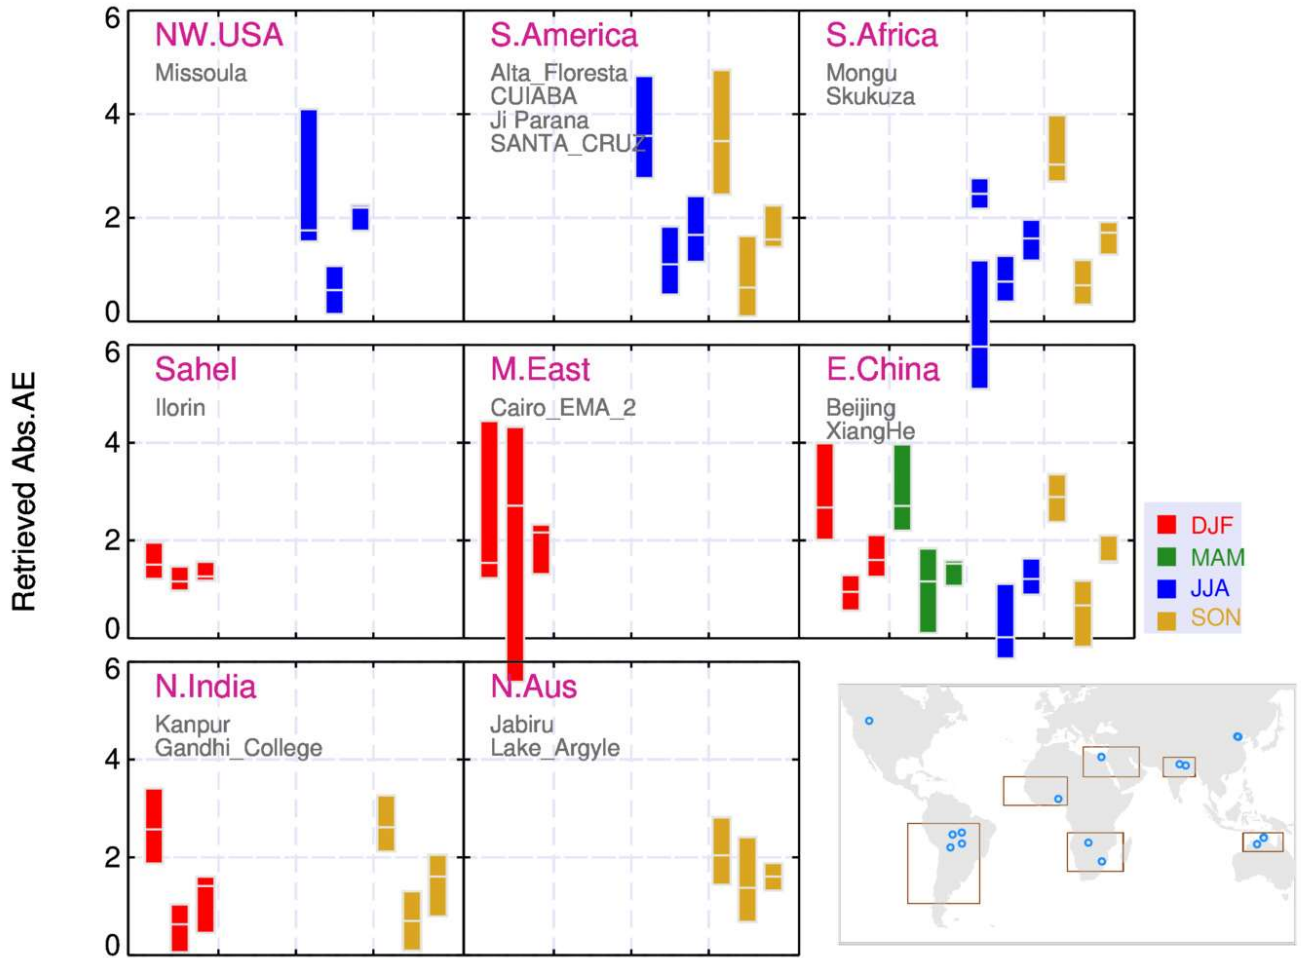 6
NW.USA
S.America
S.Africa
Missoula
Alta_Floresta
CUIABA
Ji Parana
SANTA_CRUZ
Mongu
Skukuza
4
2
0
6
Sahel
M.East
E.China
Ilorin
Cairo_EMA_2
Beijing
XiangHe
4
2
0
Retrieved Abs.AE
DJF
MAM
JJA
SON
6
N.India
N.Aus
Kanpur
Gandhi_College
Jabiru
Lake_Argyle
4
2
0